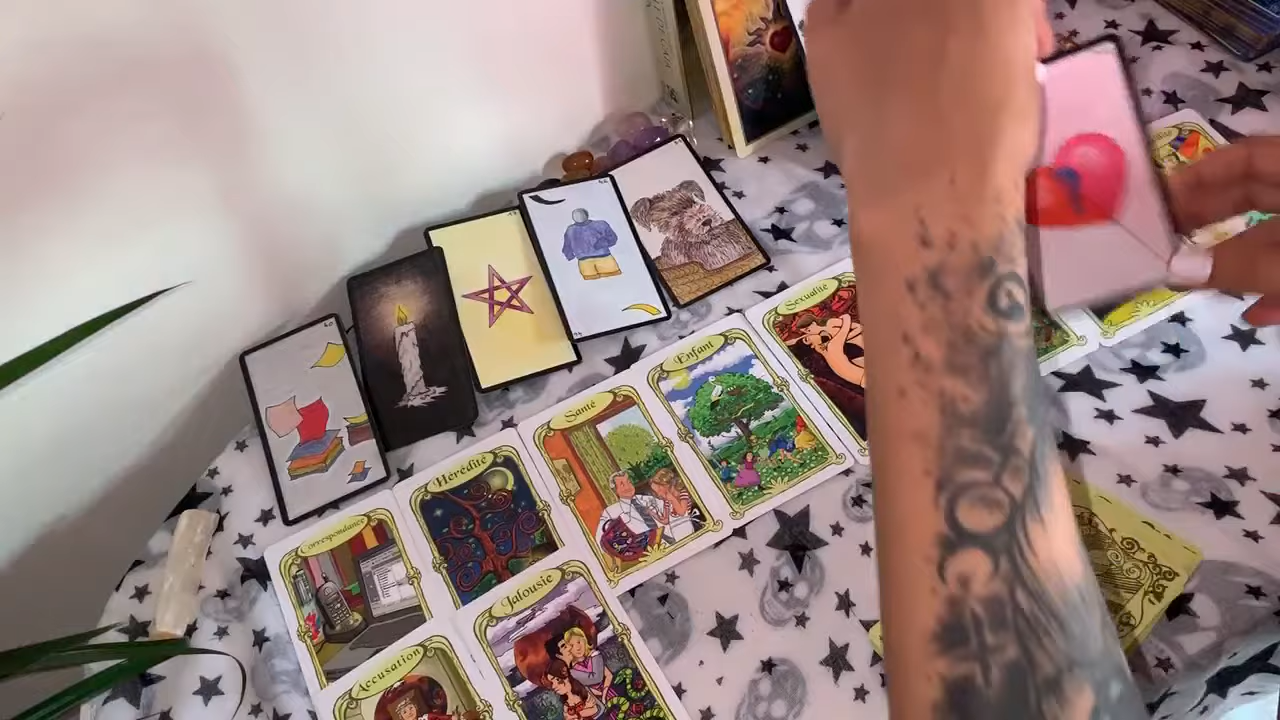 Sexualité
Enfant
Santé
Hérédité
Correspondance
Jalousie
Accusation